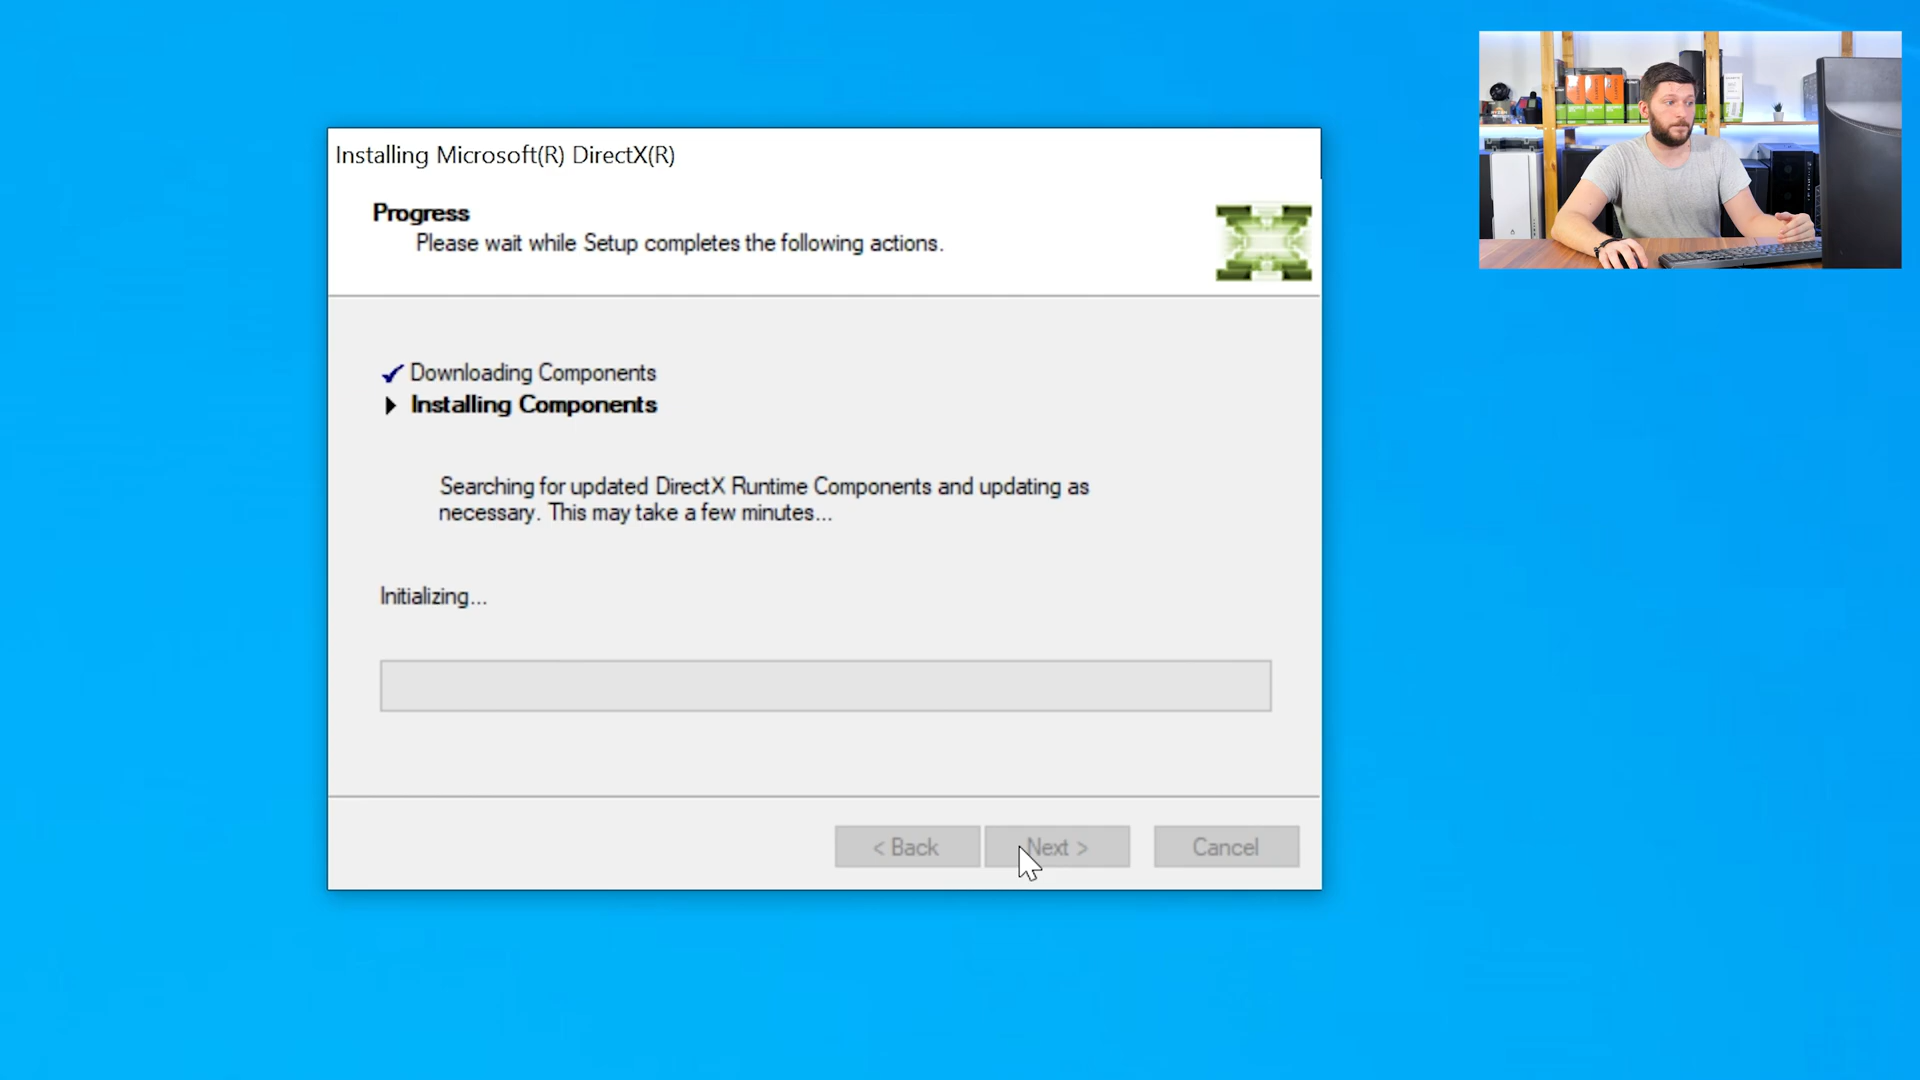 Installing Microsoft(R) DirectX(R)
Progress
Please wait while Setup completes the following actions.
Downloading Components
Installing Components
Searching for updated DirectX Runtime Components and updating as
necessary. This may take a few minutes...
Initializing...
< Back
Next >
Cancel